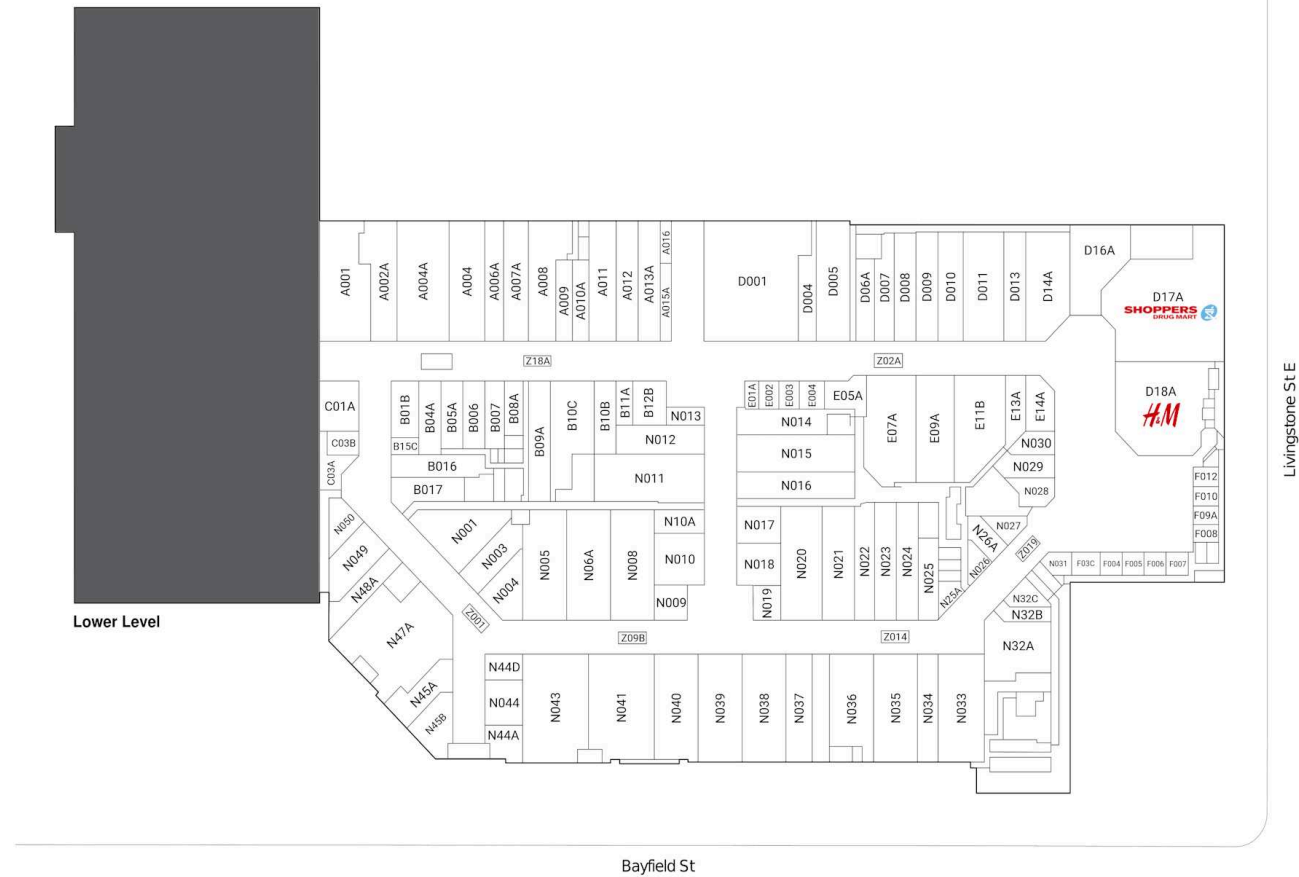 A001
A002A
A004A
A004
A006A
A007A
A008
A009
A010A
A011
A012
A013A
A016
A015A
D001
D004
D005
D06A
D007
D008
D009
D010
D011
D013
D14A
D16A
D17A
SHOPPERS
DRUG MART
Z18A
Z02A
C01A
C03B
C03A
B01B
B15C
B04A
B05A
B006
B007
B08A
B09A
B10C
B10B
B11A
B12B
N013
N012
N011
B016
B017
E01A
E002
E003
E004
E05A
N014
N015
N016
E07A
E09A
E11B
E13A
E14A
N030
N029
N028
D18A
H&M
F012
F010
F09A
F008
N050
N049
N48A
N47A
N45A
N45B
N001
N003
N004
N005
N06A
N008
N10A
N010
N009
N017
N018
N019
N020
N021
N022
N023
N024
N025
N25A
N026
N26A
N027
Z019
N031
F03C
F004
F005
F006
F007
N32C
N32B
N32A
Z001
Z09B
Z014
N44D
N044
N44A
N043
N041
N040
N039
N038
N037
N036
N035
N034
N033
Lower Level
Livingstone St E
Bayfield St